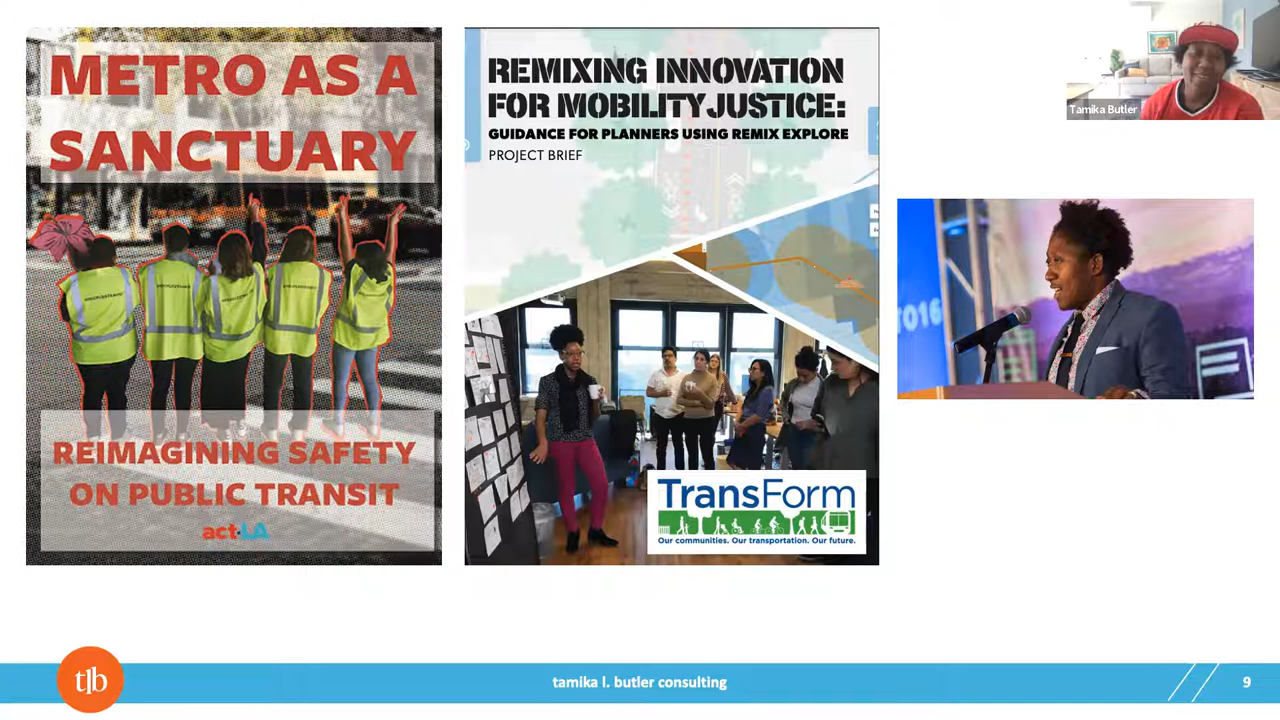 METRO AS A
SANCTUARY
REIMAGINING SAFETY
ON PUBLIC TRANSIT
act:LA
REMIXING INNOVATION
FOR MOBILITY JUSTICE:
GUIDANCE FOR PLANNERS USING REMIX EXPLORE
PROJECT BRIEF
TransForm
Our communities. Our transportation. Our future.
Tamika Butler
2016
tlb
tamika l. butler consulting
9